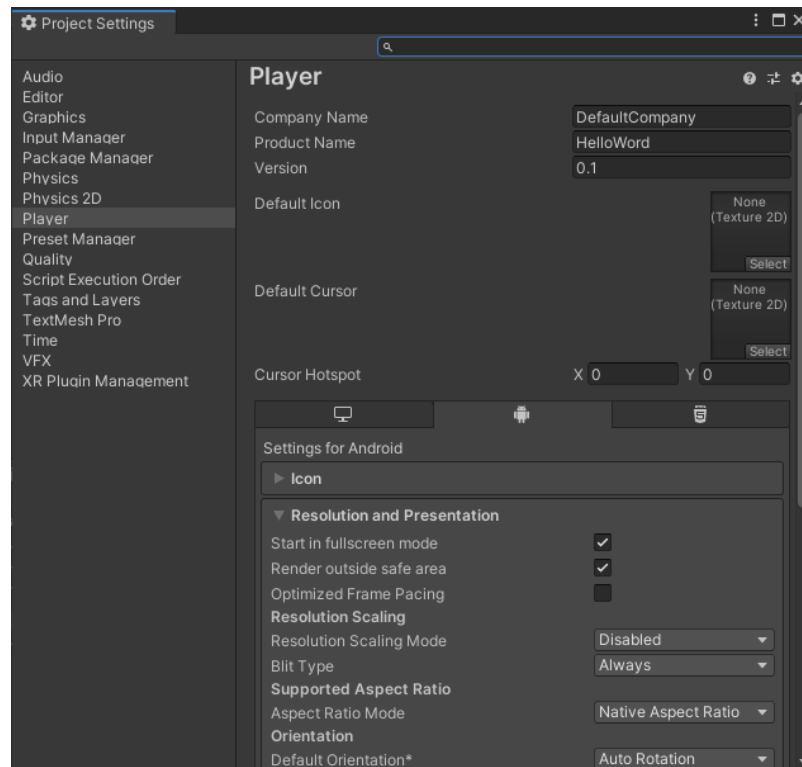 Project Settings
Audio
Editor
Graphics
Input Manager
Package Manager
Physics
Physics 2D
Player
Preset Manager
Quality
Script Execution Order
Tags and Layers
TextMesh Pro
Time
VFX
XR Plugin Management
Player
Company Name DefaultCompany
Product Name HelloWord
Version 0.1
Default Icon
None
(Texture 2D)
Select
Default Cursor
None
(Texture 2D)
Select
Cursor Hotspot X 0 Y 0
Settings for Android
Icon
Resolution and Presentation
Start in fullscreen mode
Render outside safe area
Optimized Frame Pacing
Resolution Scaling
Resolution Scaling Mode Disabled
Blit Type Always
Supported Aspect Ratio
Aspect Ratio Mode Native Aspect Ratio
Orientation
Default Orientation* Auto Rotation